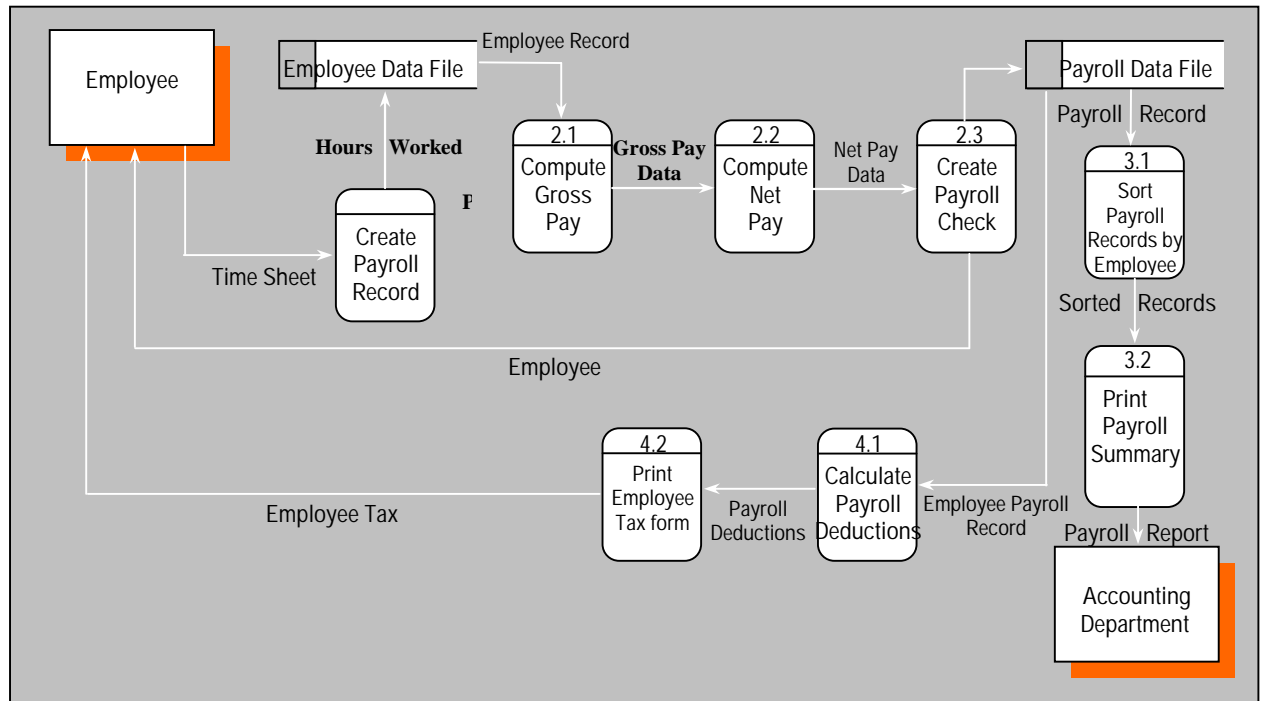 Employee
Employee Data File
Employee Record
Payroll Data File
Hours Worked
P
Time Sheet
Create
Payroll
Record
2.1
Compute
Gross
Pay
Gross Pay
Data
2.2
Compute
Net
Pay
Net Pay
Data
2.3
Create
Payroll
Check
Payroll Record
3.1
Sort
Payroll
Records by
Employee
Sorted Records
3.2
Print
Payroll
Summary
Payroll Report
Accounting
Department
Employee
Employee Payroll
Record
4.1
Calculate
Payroll
Deductions
Payroll
Deductions
4.2
Print
Employee
Tax form
Employee Tax